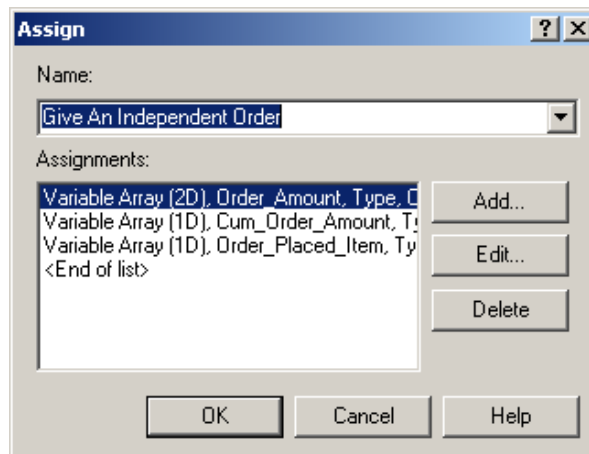 Assign
Name:
Give An Independent Order
Assignments:
Variable Array (2D), Order_Amount, Type,
Variable Array (1D), Cum_Order_Amount,
Variable Array (1D), Order_Placed_Item,
<End of list>
Add...
Edit...
Delete
OK
Cancel
Help